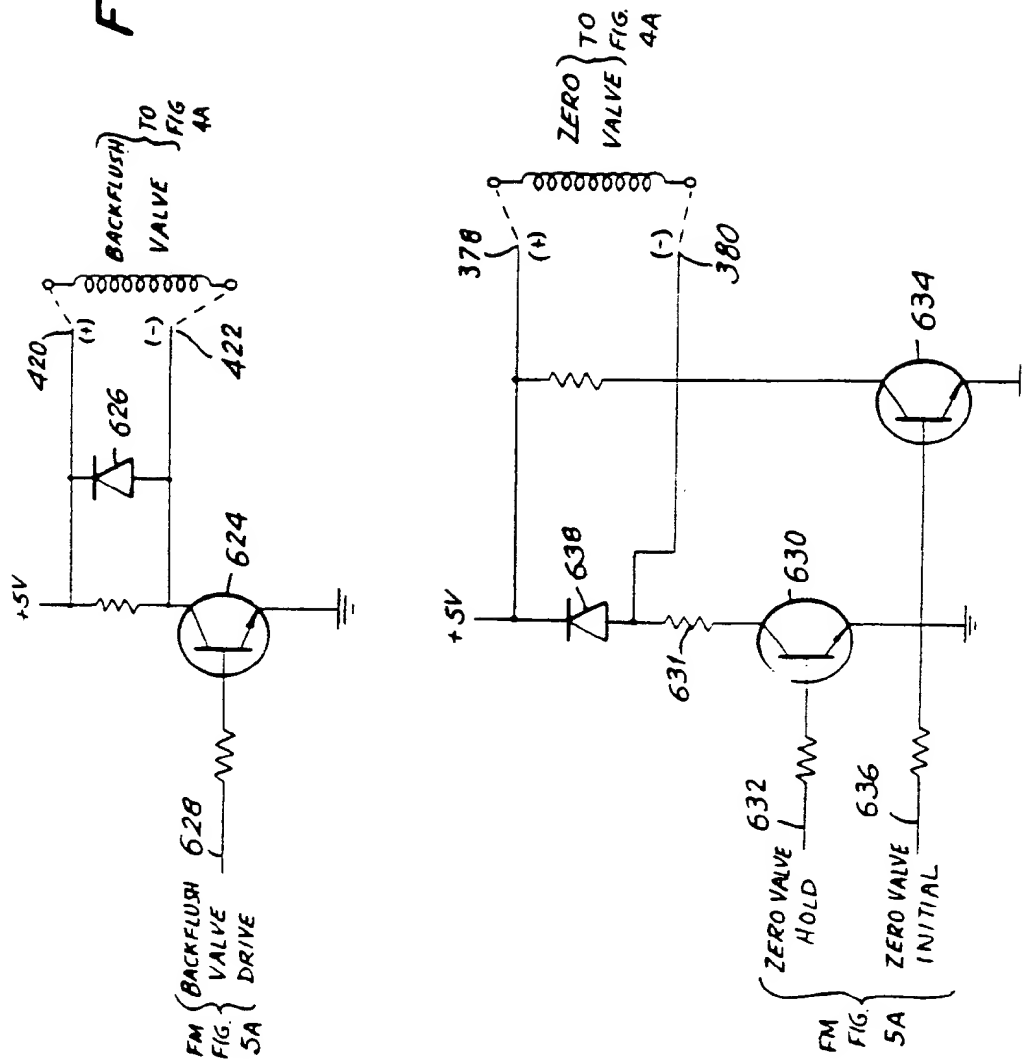 F
BACKFLUSH
VALVE
TO
FIG
4A
420
(+)
(-)
422
626
+5V
624
628
FM
FIG.
5A
BACKFLUSH
VALVE
DRIVE
ZERO
VALVE
TO
FIG.
4A
378
(+)
(-)
380
+5V
638
631
630
634
632
636
ZERO VALVE
HOLD
ZERO VALVE
INITIAL
FM
FIG.
5A